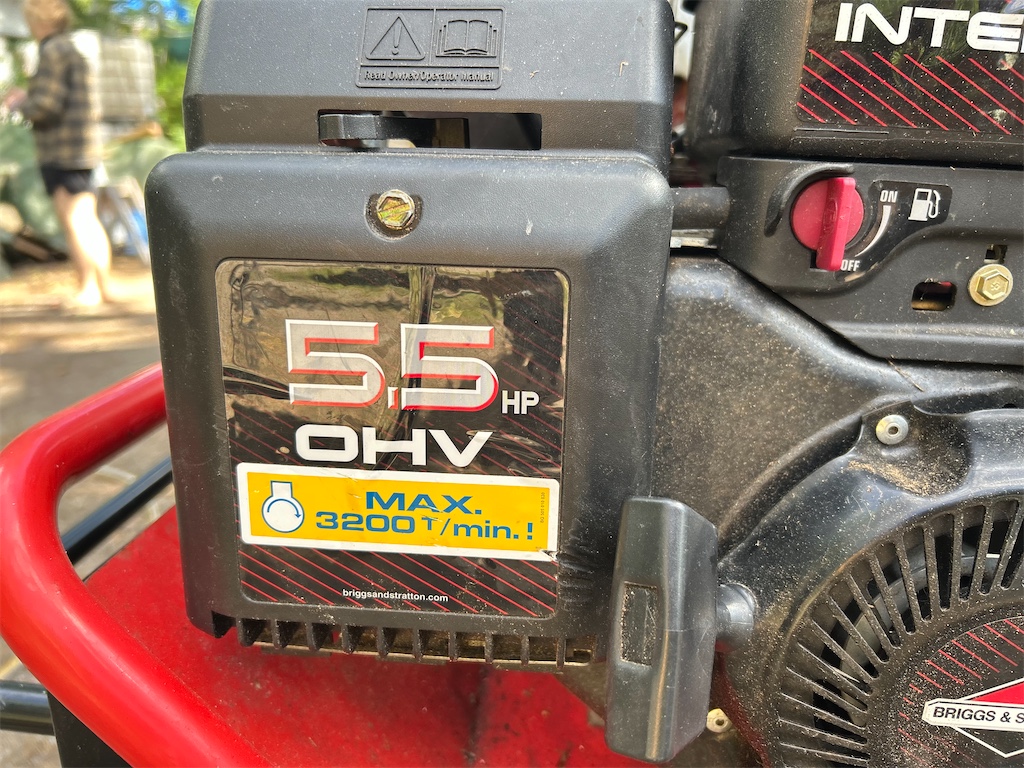 Read Owner/Operator Manual
INTE
ON
OFF
5.5 HP
OHV
MAX.
3200 T/min.!
briggsandstratton.com
BRIGGS & S